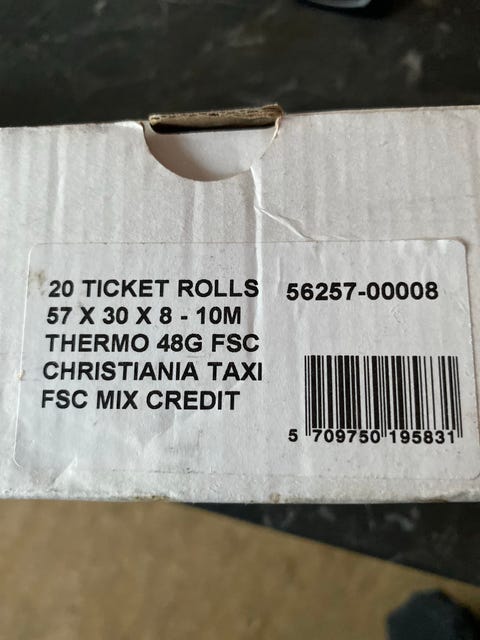 20 TICKET ROLLS 56257-00008
57 X 30 X 8 - 10M
THERMO 48G FSC
CHRISTIANIA TAXI
FSC MIX CREDIT
5 709750 195831